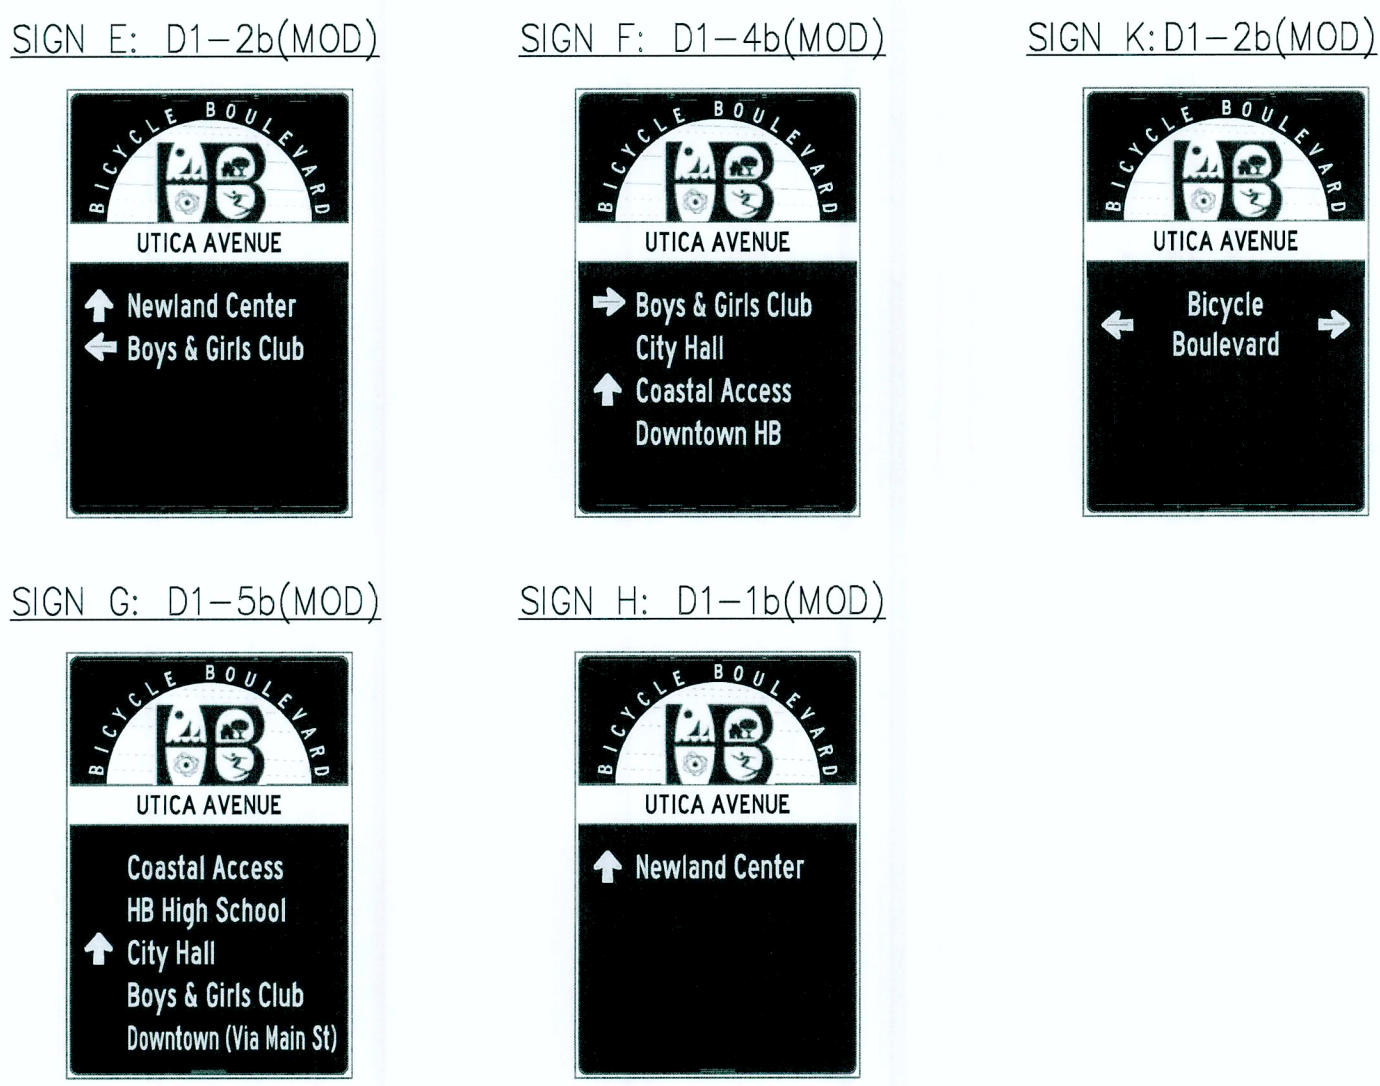 SIGN E: D1-2b(MOD)
BICYCLE BOULEVARD
HB
UTICA AVENUE
Newland Center
Boys & Girls Club
SIGN F: D1-4b(MOD)
BICYCLE BOULEVARD
HB
UTICA AVENUE
Boys & Girls Club
City Hall
Coastal Access
Downtown HB
SIGN K: D1-2b(MOD)
BICYCLE BOULEVARD
HB
UTICA AVENUE
Bicycle
Boulevard
SIGN G: D1-5b(MOD)
BICYCLE BOULEVARD
HB
UTICA AVENUE
Coastal Access
HB High School
City Hall
Boys & Girls Club
Downtown (Via Main St)
SIGN H: D1-1b(MOD)
BICYCLE BOULEVARD
HB
UTICA AVENUE
Newland Center